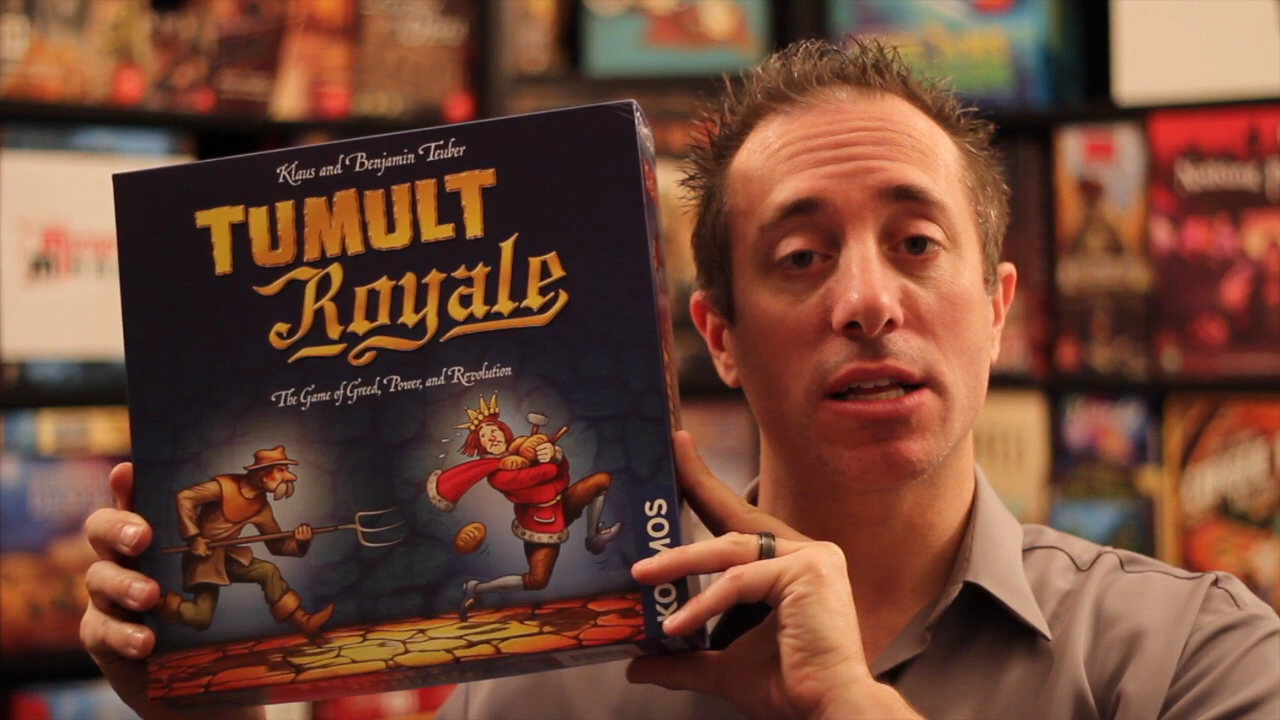 Klaus and Benjamin Teuber
TUMULT
Royale
The Game of Greed, Power, and Revolution
KOSMOS